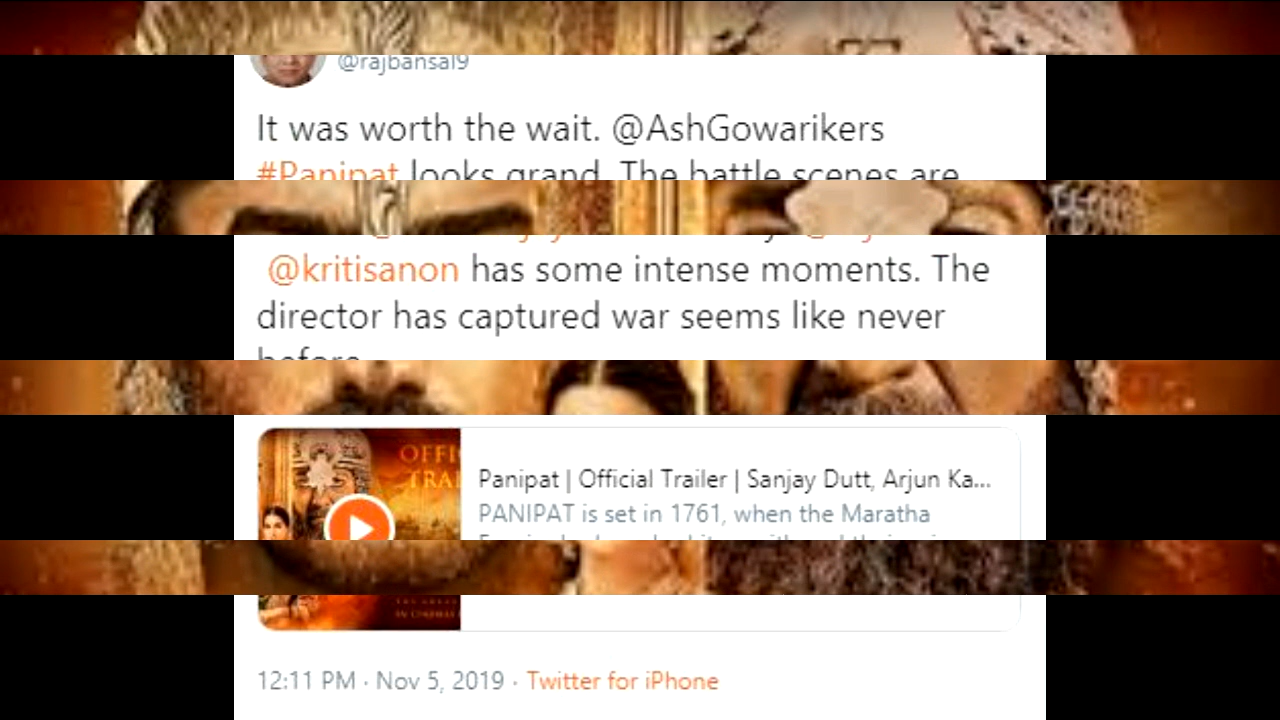 @rajbansal9
It was worth the wait. @AshGowarikers
#Panipat looks grand. The battle scenes are
@kritisanon has some intense moments. The
director has captured war seems like never
before
OFFI
TRAI
Panipat | Official Trailer | Sanjay Dutt, Arjun Ka...
PANIPAT is set in 1761, when the Maratha
12:11 PM · Nov 5, 2019 · Twitter for iPhone